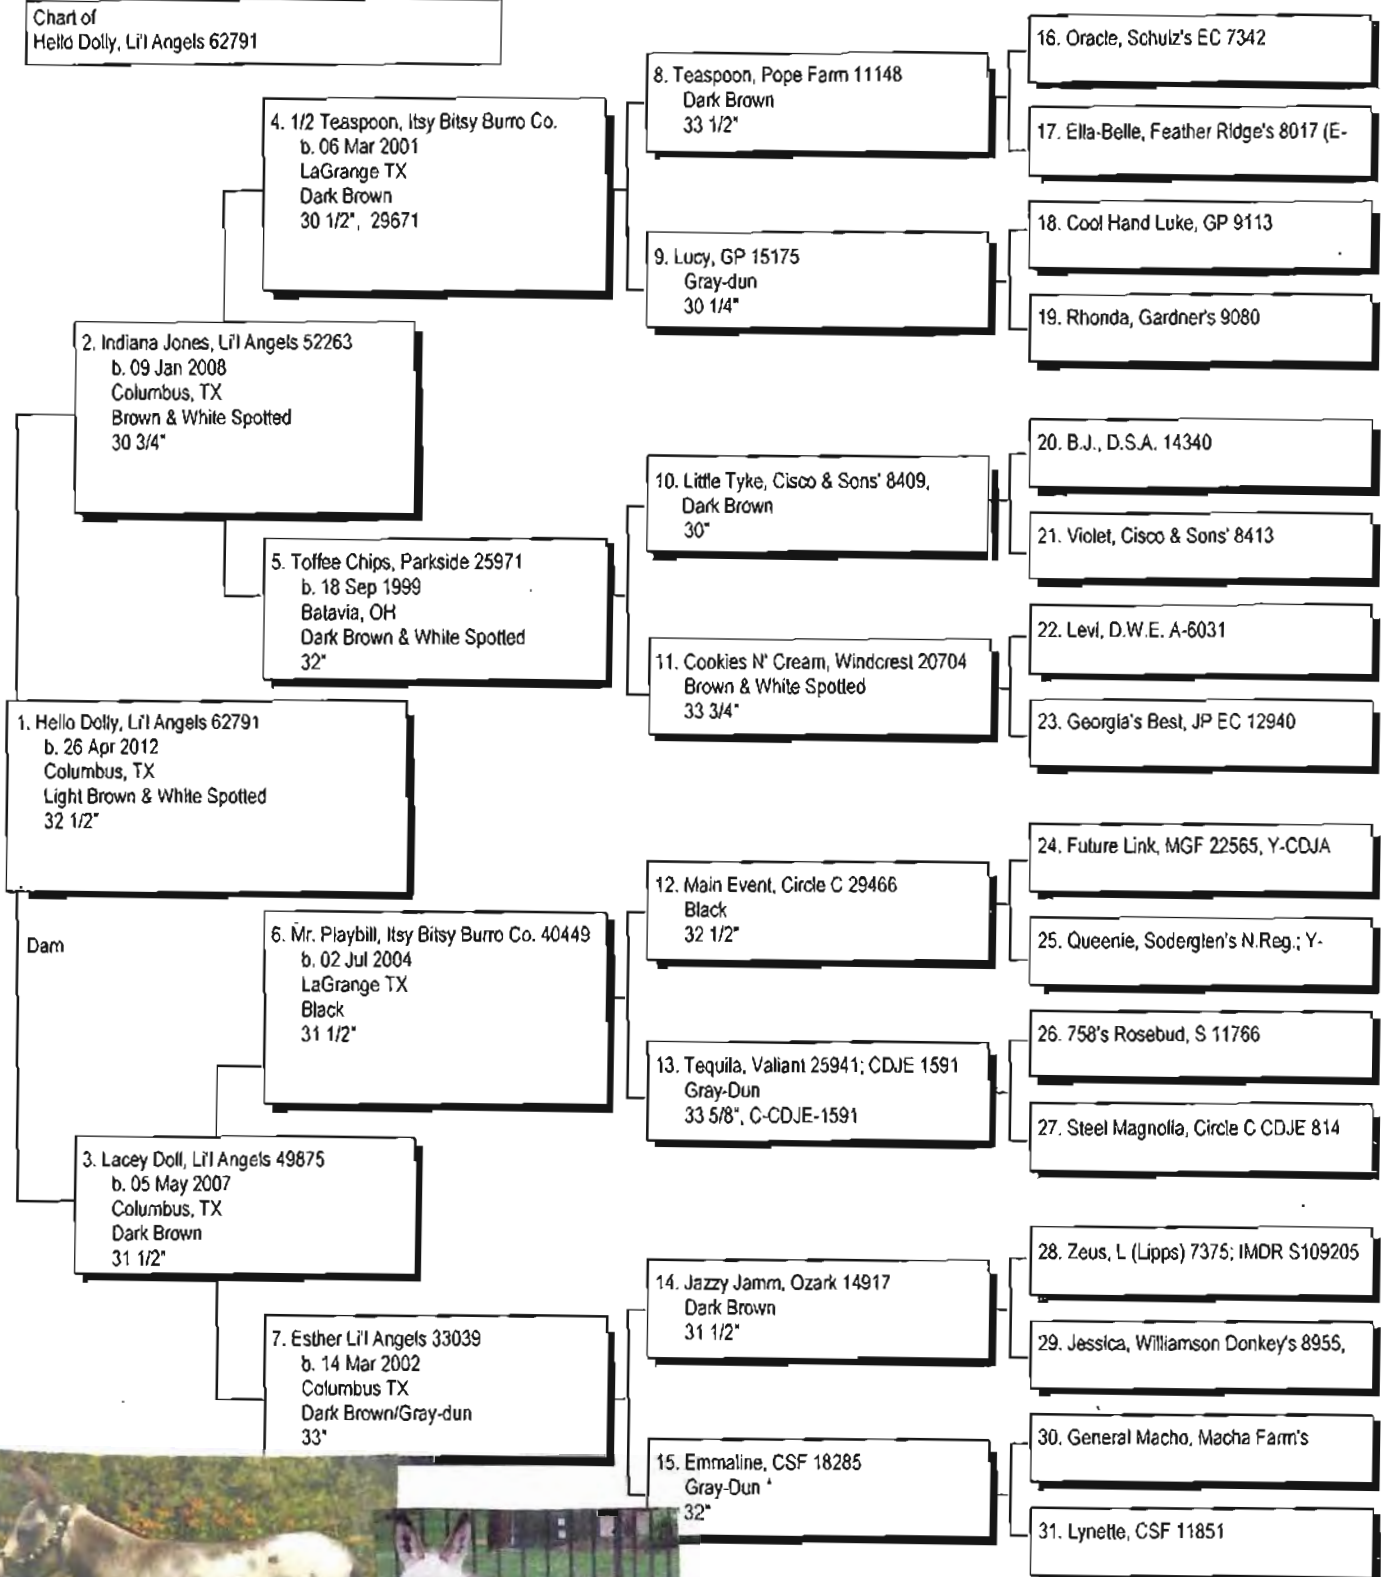 Chart of
Hello Dolly, Li'l Angels 62791
1. Hello Dolly, Li'l Angels 62791
b. 26 Apr 2012
Columbus, TX
Light Brown & White Spotted
32 1/2"
Dam
2. Indiana Jones, Li'l Angels 52263
b. 09 Jan 2008
Columbus, TX
Brown & White Spotted
30 3/4"
3. Lacey Doll, Li'l Angels 49875
b. 05 May 2007
Columbus, TX
Dark Brown
31 1/2"
4. 1/2 Teaspoon, Itsy Bitsy Burro Co.
b. 06 Mar 2001
LaGrange TX
Dark Brown
30 1/2", 29671
5. Toffee Chips, Parkside 25971
b. 18 Sep 1999
Batavia, OH
Dark Brown & White Spotted
32"
6. Mr. Playbill, Itsy Bitsy Burro Co. 40449
b. 02 Jul 2004
LaGrange TX
Black
31 1/2"
7. Esther Li'l Angels 33039
b. 14 Mar 2002
Columbus TX
Dark Brown/Gray-dun
33"
8. Teaspoon, Pope Farm 11148
Dark Brown
33 1/2"
9. Lucy, GP 15175
Gray-dun
30 1/4"
10. Little Tyke, Cisco & Sons' 8409,
Dark Brown
30"
11. Cookies N' Cream, Windcrest 20704
Brown & White Spotted
33 3/4"
12. Main Event, Circle C 29466
Black
32 1/2"
13. Tequila, Valiant 25941; CDJE 1591
Gray-Dun
33 5/8", C-CDJE-1591
14. Jazzy Jamm, Ozark 14917
Dark Brown
31 1/2"
15. Emmaline, CSF 18285
Gray-Dun
32"
16. Oracle, Schulz's EC 7342
17. Ella-Belle, Feather Ridge's 8017 (E-
18. Cool Hand Luke, GP 9113
19. Rhonda, Gardner's 9080
20. B.J., D.S.A. 14340
21. Violet, Cisco & Sons' 8413
22. Levi, D.W.E. A-6031
23. Georgia's Best, JP EC 12940
24. Future Link, MGF 22565, Y-CDJA
25. Queenie, Soderglen's N.Reg.; Y-
26. 758's Rosebud, S 11766
27. Steel Magnolia, Circle C CDJE 814
28. Zeus, L (Lipps) 7375; IMDR S109205
29. Jessica, Williamson Donkey's 8955,
30. General Macho, Macha Farm's
31. Lynette, CSF 11851